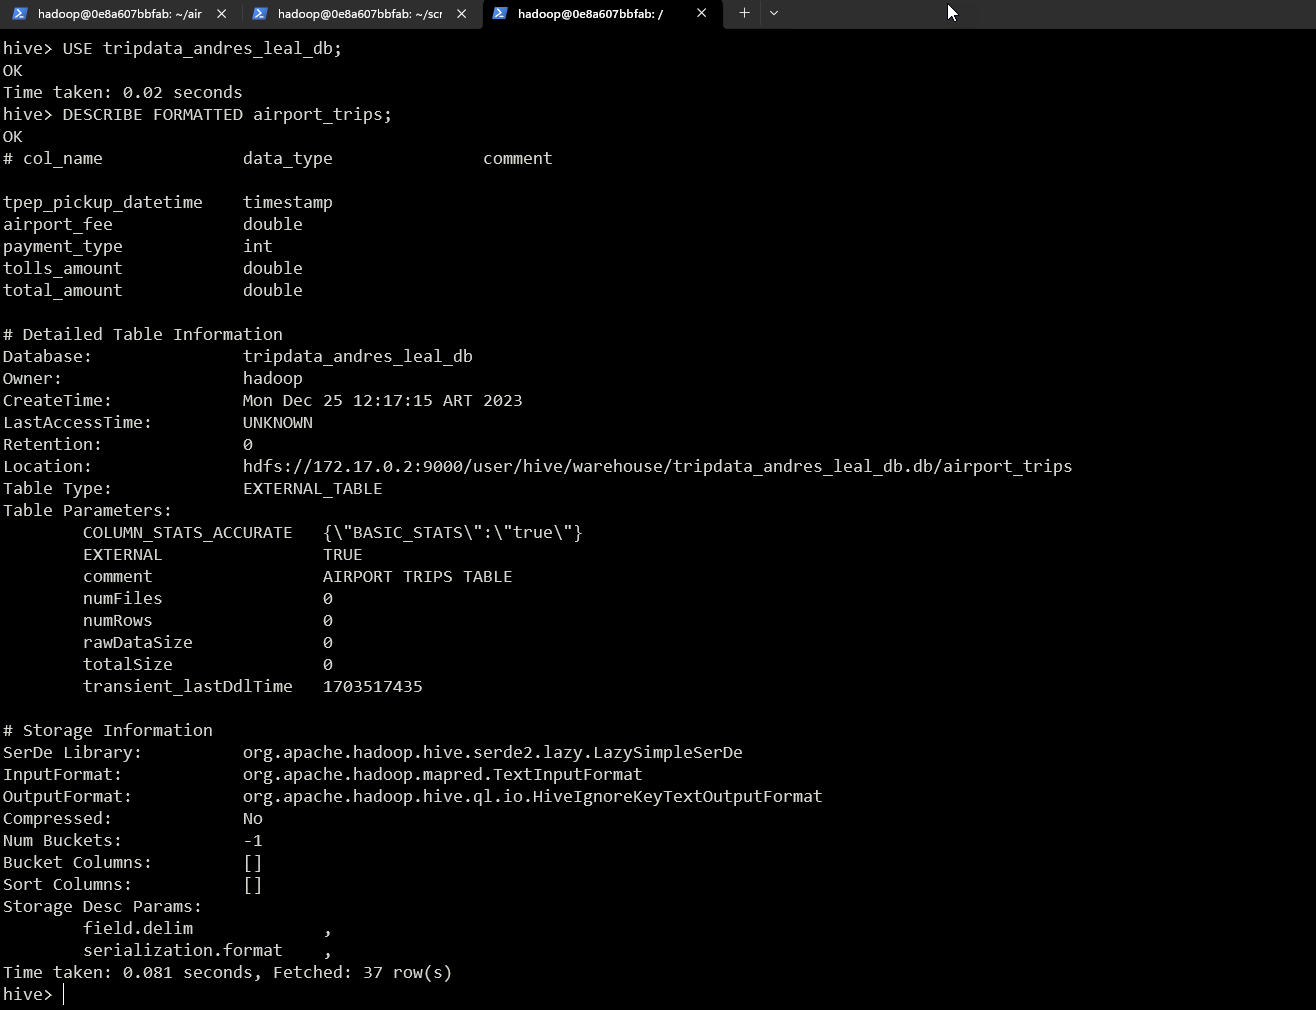 hadoop@0e8a607bbfab: ~/air
hadoop@0e8a607bbfab: ~/scr
hadoop@0e8a607bbfab: /
hive> USE tripdata_andres_leal_db;
OK
Time taken: 0.02 seconds
hive> DESCRIBE FORMATTED airport_trips;
OK
# col_name data_type comment
tpep_pickup_datetime timestamp
airport_fee double
payment_type int
tolls_amount double
total_amount double
# Detailed Table Information
Database: tripdata_andres_leal_db
Owner: hadoop
CreateTime: Mon Dec 25 12:17:15 ART 2023
LastAccessTime: UNKNOWN
Retention: 0
Location: hdfs://172.17.0.2:9000/user/hive/warehouse/tripdata_andres_leal_db.db/airport_trips
Table Type: EXTERNAL_TABLE
Table Parameters:
COLUMN_STATS_ACCURATE {\"BASIC_STATS\":\"true\"}
EXTERNAL TRUE
comment AIRPORT TRIPS TABLE
numFiles 0
numRows 0
rawDataSize 0
totalSize 0
transient_lastDdlTime 1703517435
# Storage Information
SerDe Library: org.apache.hadoop.hive.serde2.lazy.LazySimpleSerDe
InputFormat: org.apache.hadoop.mapred.TextInputFormat
OutputFormat: org.apache.hadoop.hive.ql.io.HiveIgnoreKeyTextOutputFormat
Compressed: No
Num Buckets: -1
Bucket Columns: []
Sort Columns: []
Storage Desc Params:
field.delim ,
serialization.format ,
Time taken: 0.081 seconds, Fetched: 37 row(s)
hive>